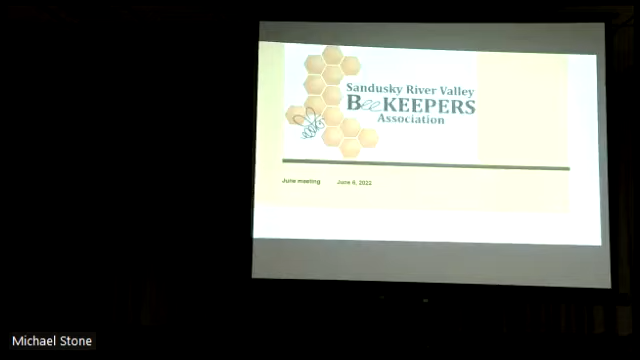 Sandusky River Valley
BeeKEEPERS
Association
June meeting June 6, 2022
Michael Stone